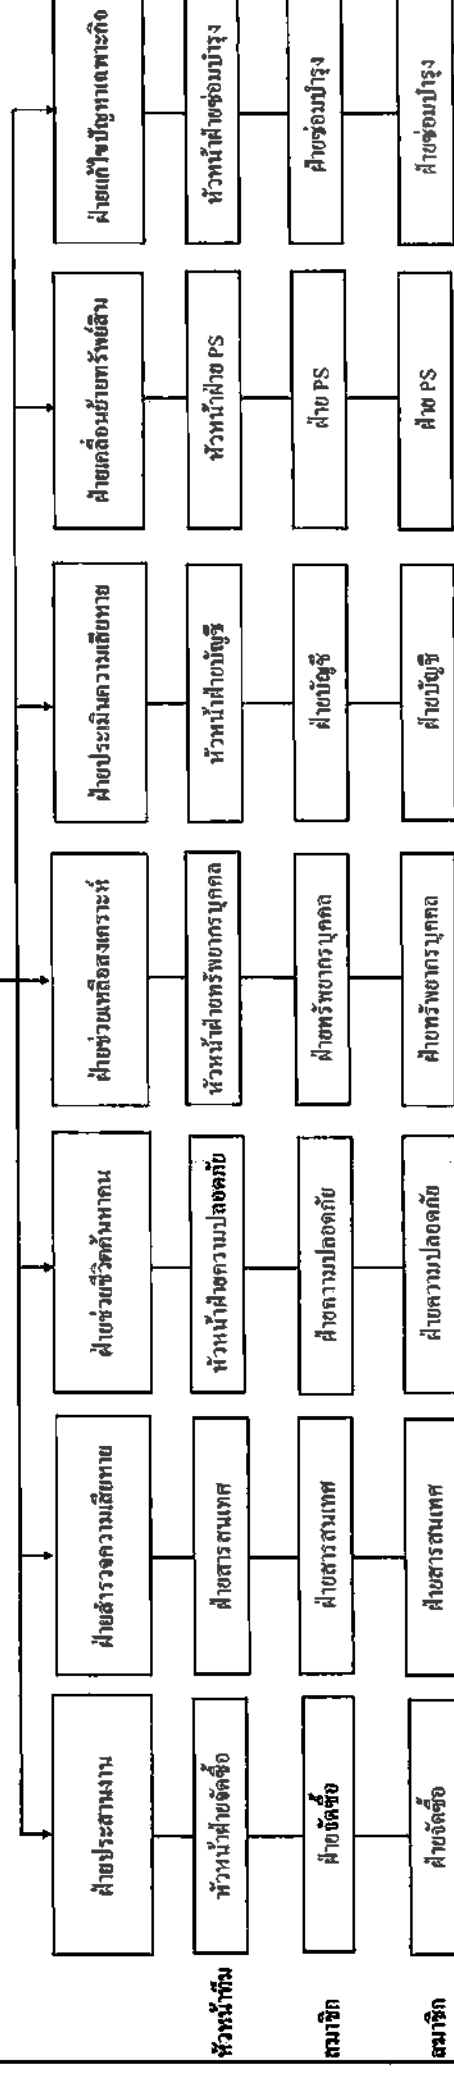 ฝ่ายประสานงาน
ฝ่ายสำรวจความเสียหาย
ฝ่ายช่วยชีวิตค้นหาคน
ฝ่ายช่วยเหลือสงเคราะห์
ฝ่ายประเมินความเสียหาย
ฝ่ายเคลื่อนย้ายทรัพย์สิน
ฝ่ายแก้ไขปัญหาเฉพาะกิจ
หัวหน้าทีม
หัวหน้าฝ่ายจัดซื้อ
ฝ่ายสารสนเทศ
หัวหน้าฝ่ายความปลอดภัย
หัวหน้าฝ่ายทรัพยากรบุคคล
หัวหน้าฝ่ายบัญชี
หัวหน้าฝ่าย PS
หัวหน้าฝ่ายซ่อมบำรุง
สมาชิก
ฝ่ายจัดซื้อ
ฝ่ายสารสนเทศ
ฝ่ายความปลอดภัย
ฝ่ายทรัพยากรบุคคล
ฝ่ายบัญชี
ฝ่าย PS
ฝ่ายซ่อมบำรุง
สมาชิก
ฝ่ายจัดซื้อ
ฝ่ายสารสนเทศ
ฝ่ายความปลอดภัย
ฝ่ายทรัพยากรบุคคล
ฝ่ายบัญชี
ฝ่าย PS
ฝ่ายซ่อมบำรุง